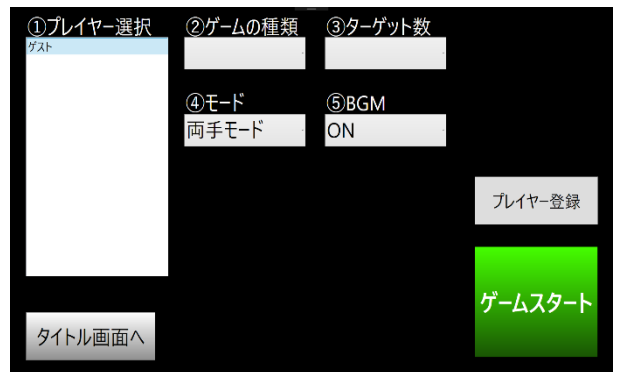 ①プレイヤー選択
ゲスト
②ゲームの種類
③ターゲット数
④モード
両手モード
⑤BGM
ON
プレイヤー登録
ゲームスタート
タイトル画面へ